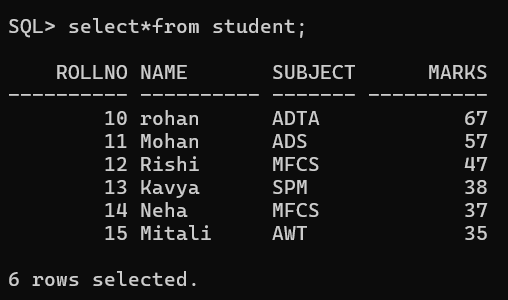 SQL> select*from student;
ROLLNO NAME SUBJECT MARKS
---------- ---------- ------- ----------
10 rohan ADTA 67
11 Mohan ADS 57
12 Rishi MFCS 47
13 Kavya SPM 38
14 Neha MFCS 37
15 Mitali AWT 35
6 rows selected.